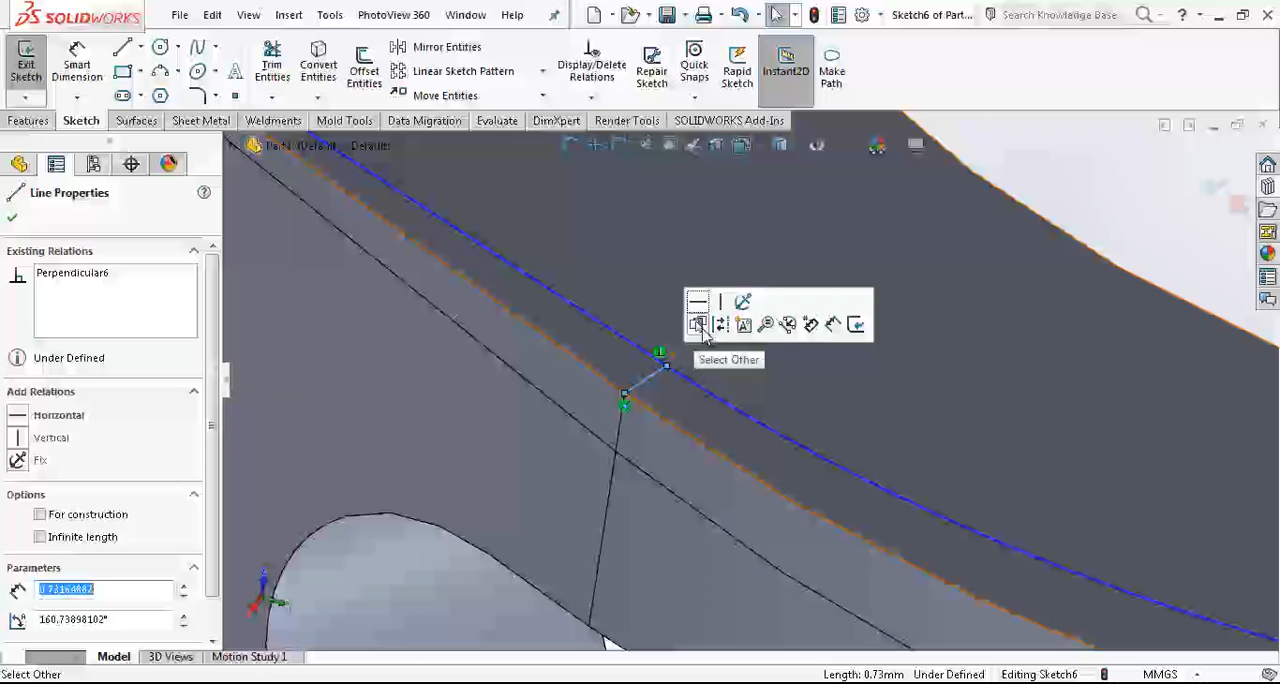 SOLIDWORKS
File Edit View Insert Tools PhotoView 360 Window Help
Sketch6 of Part...
Search Knowledge Base
Exit Sketch
Smart Dimension
Trim Entities
Convert Entities
Offset Entities
Mirror Entities
Linear Sketch Pattern
Move Entities
Display/Delete Relations
Repair Sketch
Quick Snaps
Rapid Sketch
Instant2D
Make Path
Features Sketch Surfaces Sheet Metal Weldments Mold Tools Data Migration Evaluate DimXpert Render Tools SOLIDWORKS Add-Ins
Line Properties
Existing Relations
Perpendicular6
Under Defined
Add Relations
Horizontal
Vertical
Fix
Options
For construction
Infinite length
Parameters
160.73898102°
Select Other
Model 3D Views Motion Study 1
Select Other
Length: 0.73mm Under Defined Editing Sketch6 MMGS